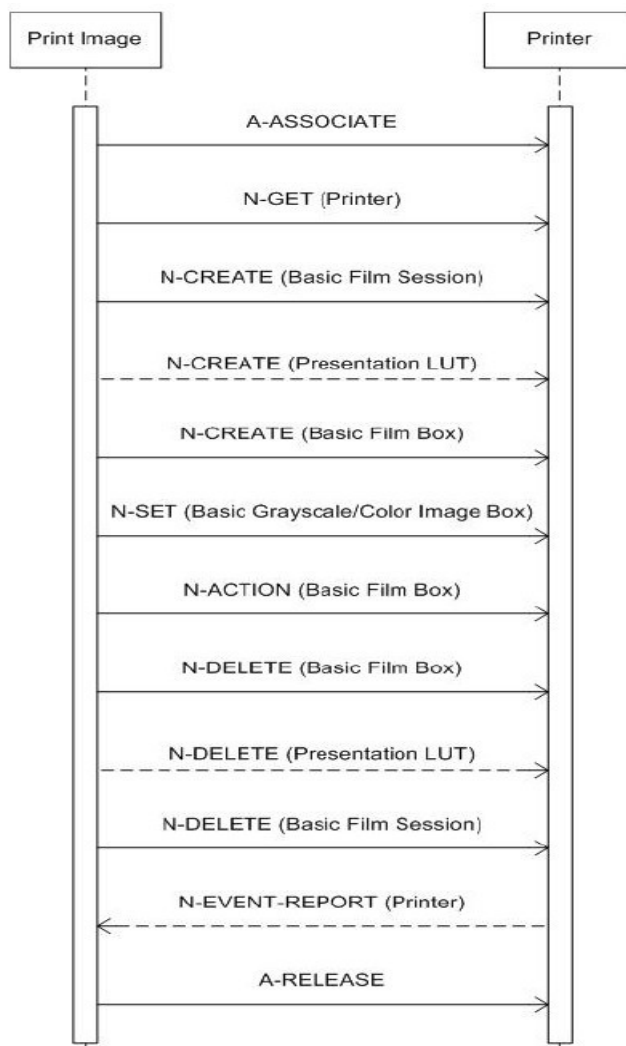 Print Image
Printer
A-ASSOCIATE
N-GET (Printer)
N-CREATE (Basic Film Session)
N-CREATE (Presentation LUT)
N-CREATE (Basic Film Box)
N-SET (Basic Grayscale/Color Image Box)
N-ACTION (Basic Film Box)
N-DELETE (Basic Film Box)
N-DELETE (Presentation LUT)
N-DELETE (Basic Film Session)
N-EVENT-REPORT (Printer)
A-RELEASE